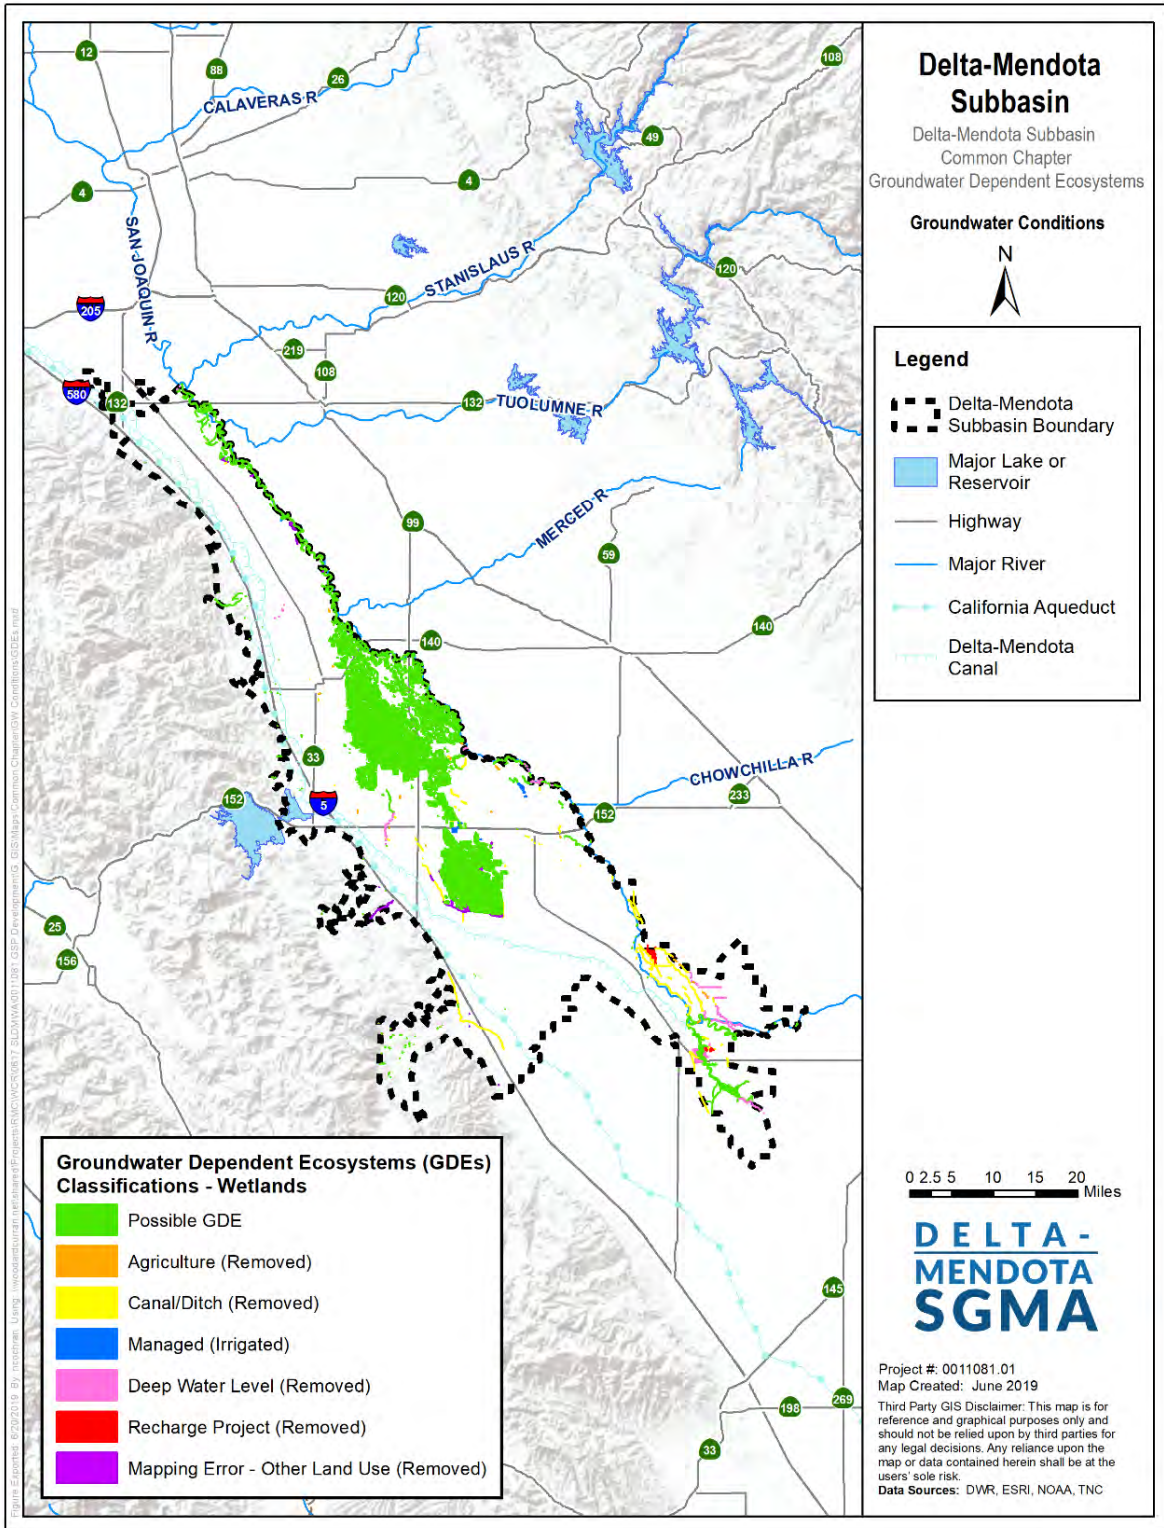 Delta-Mendota
Subbasin
Delta-Mendota Subbasin
Common Chapter
Groundwater Dependent Ecosystems
Groundwater Conditions
N
Legend
Delta-Mendota
Subbasin Boundary
Major Lake or
Reservoir
Highway
Major River
California Aqueduct
Delta-Mendota
Canal
12
88
26
108
CALAVERAS R
49
4
4
SAN JOAQUIN R
STANISLAUS R
120
120
205
219
108
580
132
132
TUOLUMNE R
99
MERCED R
59
140
140
33
CHOWCHILLA R
233
152
5
152
25
156
145
269
198
33
Groundwater Dependent Ecosystems (GDEs)
Classifications - Wetlands
Possible GDE
Agriculture (Removed)
Canal/Ditch (Removed)
Managed (Irrigated)
Deep Water Level (Removed)
Recharge Project (Removed)
Mapping Error - Other Land Use (Removed)
0 2.5 5 10 15 20
Miles
DELTA-
MENDOTA
SGMA
Project #: 0011081.01
Map Created: June 2019
Third Party GIS Disclaimer: This map is for
reference and graphical purposes only and
should not be relied upon by third parties for
any legal decisions. Any reliance upon the
map or data contained herein shall be at the
users' sole risk.
Data Sources: DWR, ESRI, NOAA, TNC